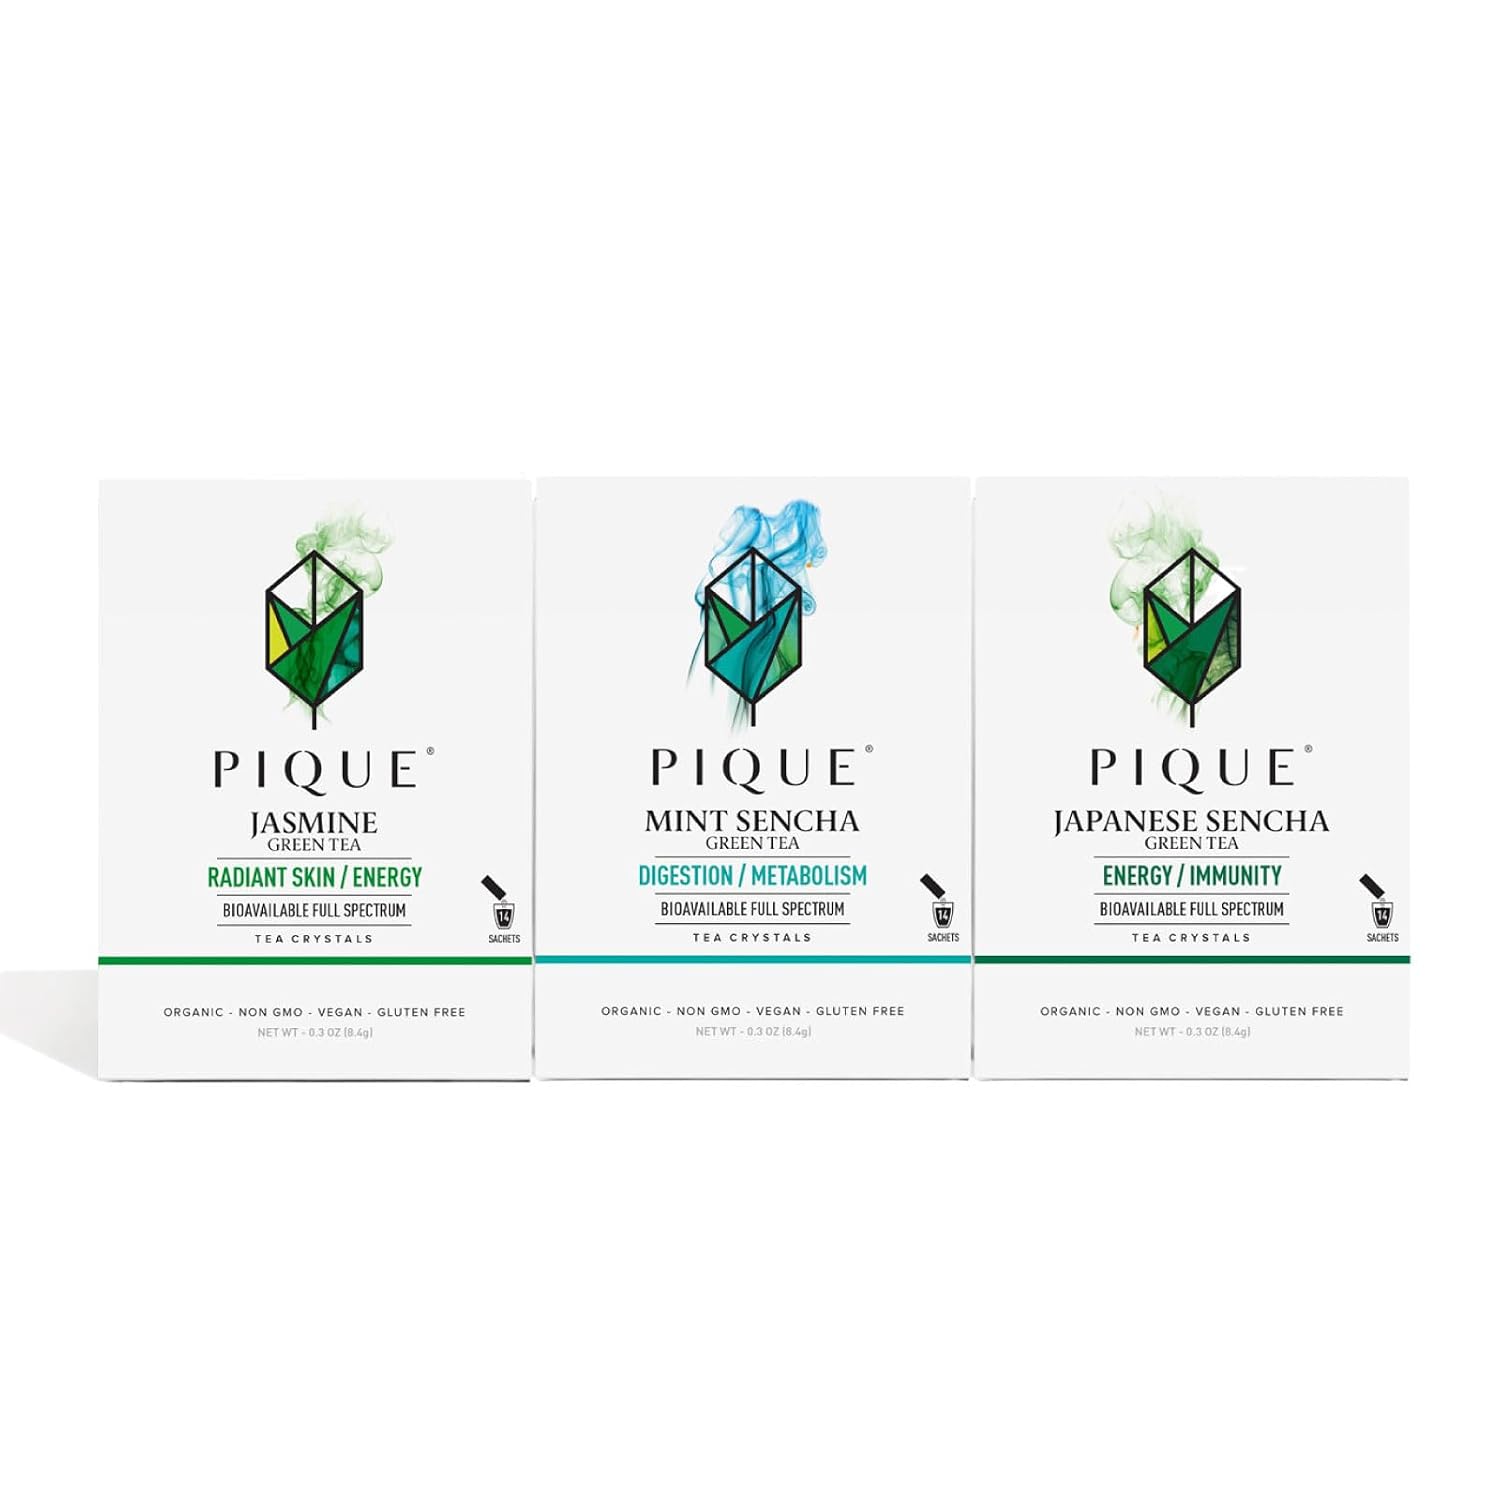 PIQUE®
JASMINE
GREEN TEA
RADIANT SKIN / ENERGY
BIOAVAILABLE FULL SPECTRUM
TEA CRYSTALS
14
SACHETS
ORGANIC - NON GMO - VEGAN - GLUTEN FREE
NET WT - 0.3 OZ (8.4g)
PIQUE®
MINT SENCHA
GREEN TEA
DIGESTION / METABOLISM
BIOAVAILABLE FULL SPECTRUM
TEA CRYSTALS
14
SACHETS
ORGANIC - NON GMO - VEGAN - GLUTEN FREE
NET WT - 0.3 OZ (8.4g)
PIQUE®
JAPANESE SENCHA
GREEN TEA
ENERGY / IMMUNITY
BIOAVAILABLE FULL SPECTRUM
TEA CRYSTALS
14
SACHETS
ORGANIC - NON GMO - VEGAN - GLUTEN FREE
NET WT - 0.3 OZ (8.4g)